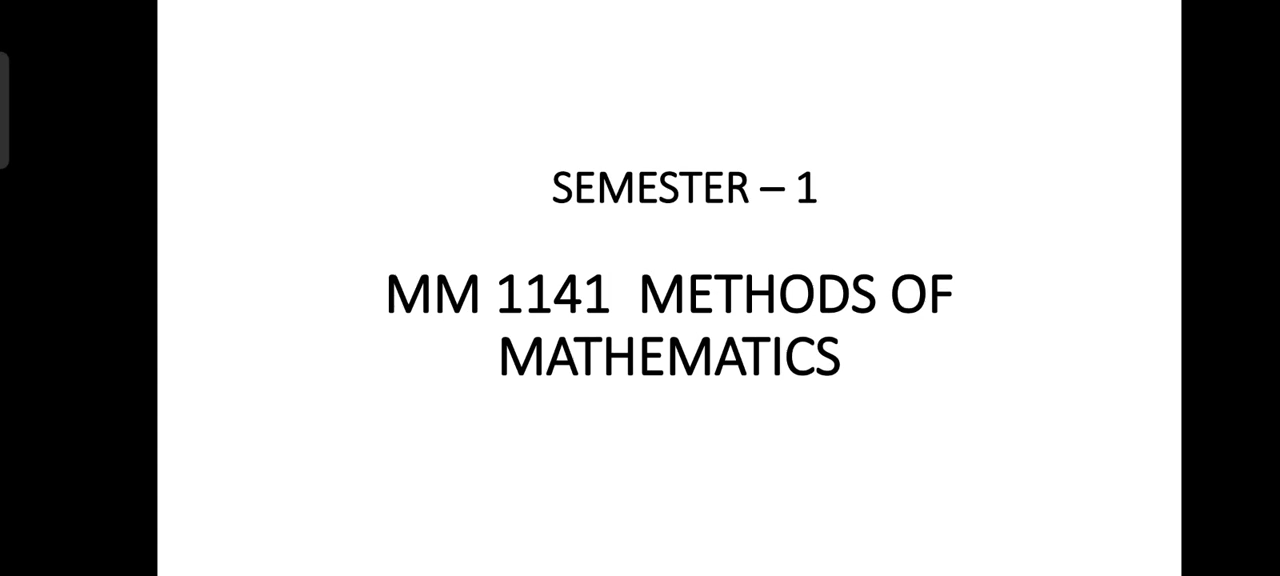 SEMESTER – 1
MM 1141 METHODS OF
MATHEMATICS